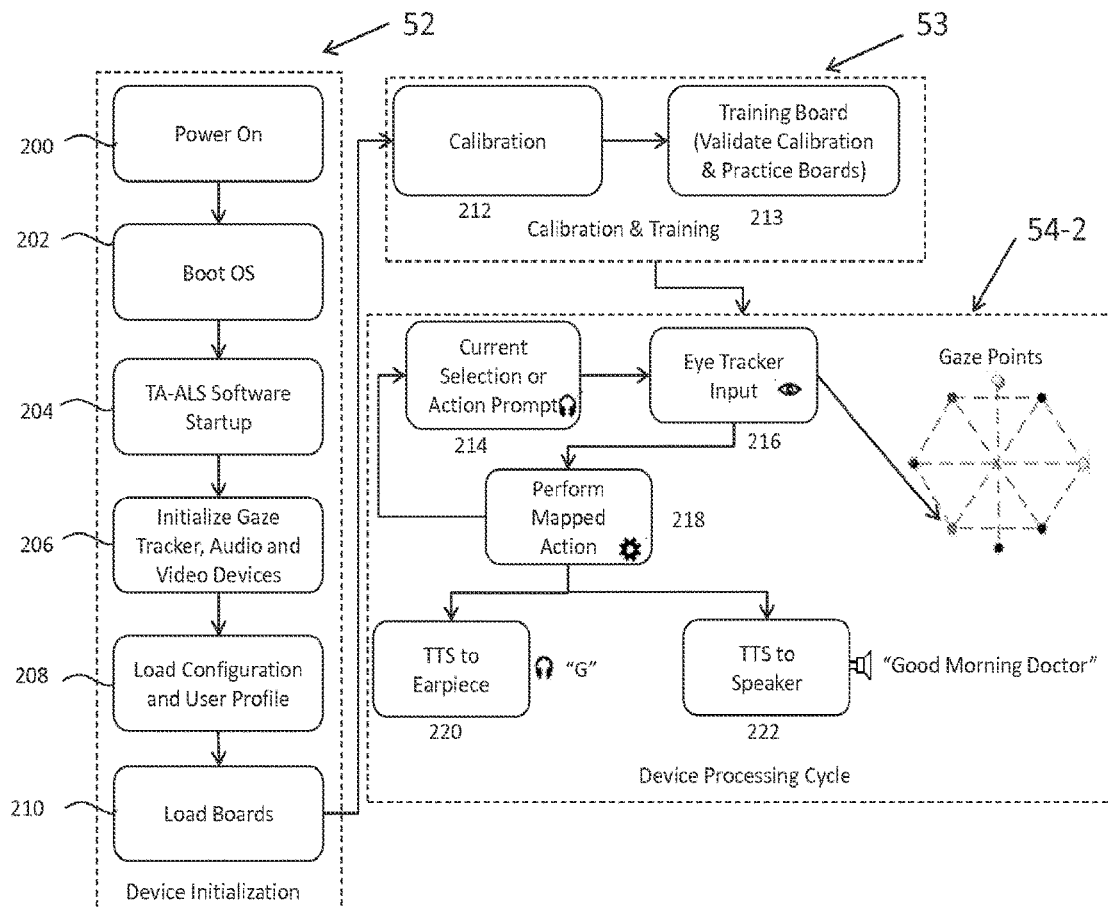 52
200
Power On
202
Boot OS
204
TA-ALS Software
Startup
206
Initialize Gaze
Tracker, Audio and
Video Devices
208
Load Configuration
and User Profile
210
Load Boards
Device Initialization
53
Calibration
212
Training Board
(Validate Calibration
& Practice Boards)
213
Calibration & Training
54-2
Current
Selection or
Action Prompt
214
Eye Tracker
Input
216
Gaze Points
Perform
Mapped
Action
218
TTS to
Earpiece
"G"
220
TTS to
Speaker
"Good Morning Doctor"
222
Device Processing Cycle